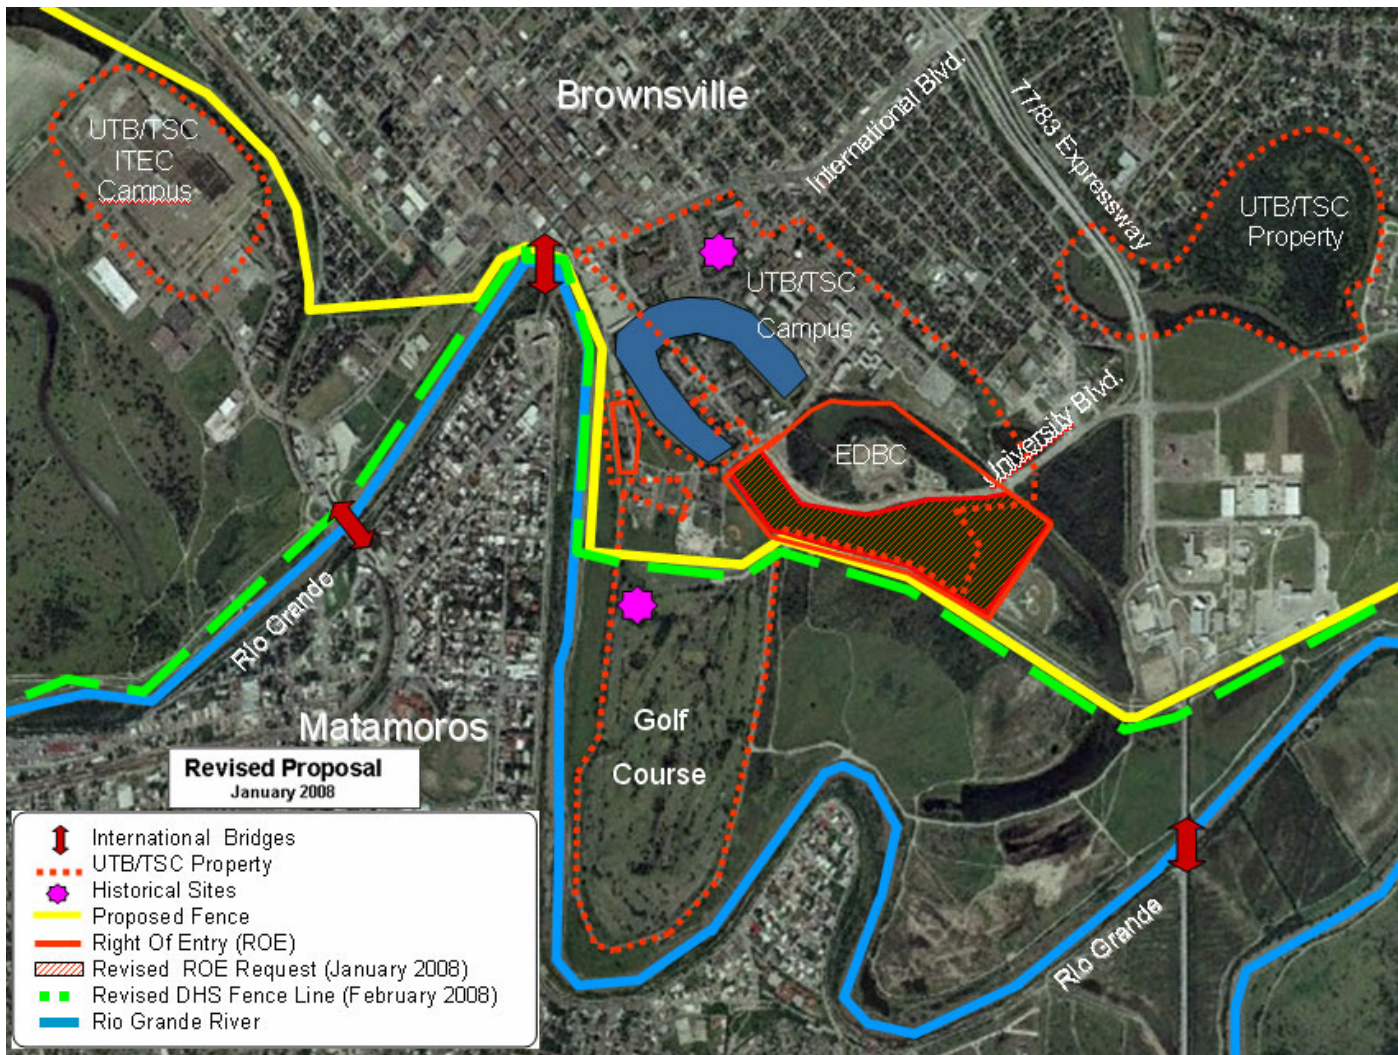 Brownsville
International Blvd.
77/83 Expressway
UTB/TSC
ITEC
Campus
UTB/TSC
Property
UTB/TSC
Campus
EDBC
University Blvd.
Rio Grande
Matamoros
Golf
Course
Rio Grande
Revised Proposal
January 2008
International Bridges
UTB/TSC Property
Historical Sites
Proposed Fence
Right Of Entry (ROE)
Revised ROE Request (January 2008)
Revised DHS Fence Line (February 2008)
Rio Grande River